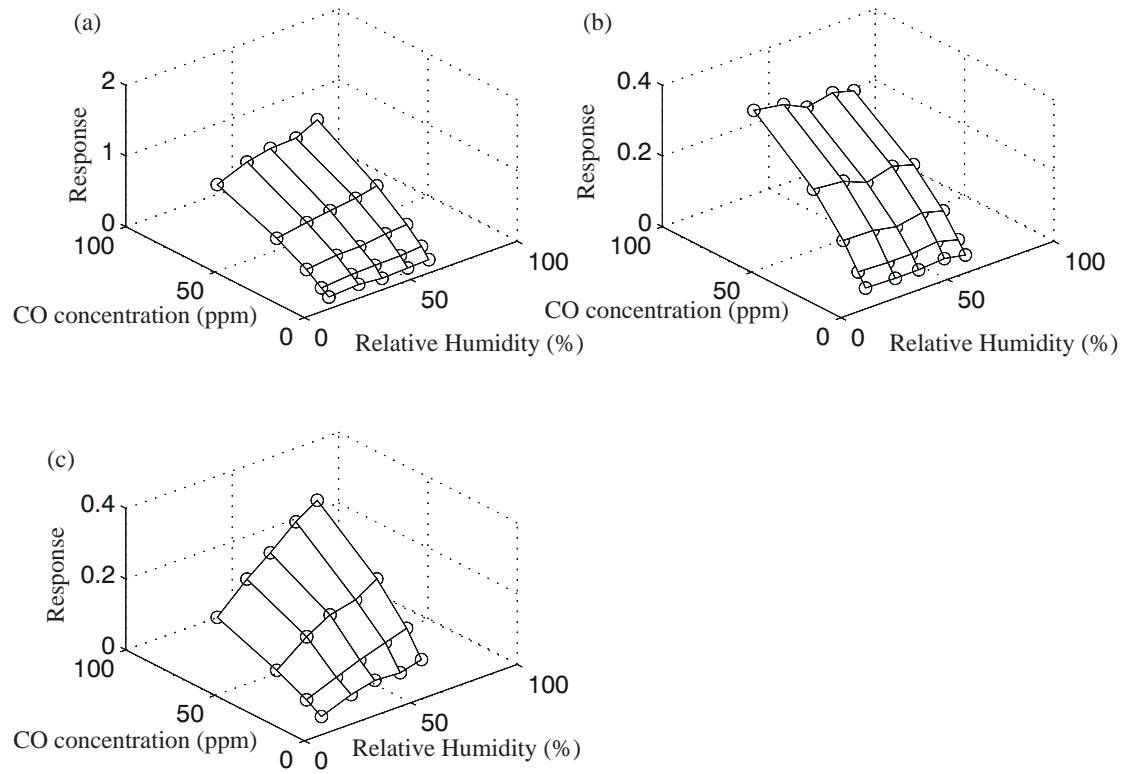 (a)
2
1
0
Response
100
50
0
CO concentration (ppm)
0
50
100
Relative Humidity (%)
(b)
0.4
0.2
0
Response
100
50
0
CO concentration (ppm)
0
50
100
Relative Humidity (%)
(c)
0.4
0.2
0
Response
100
50
0
CO concentration (ppm)
0
50
100
Relative Humidity (%)